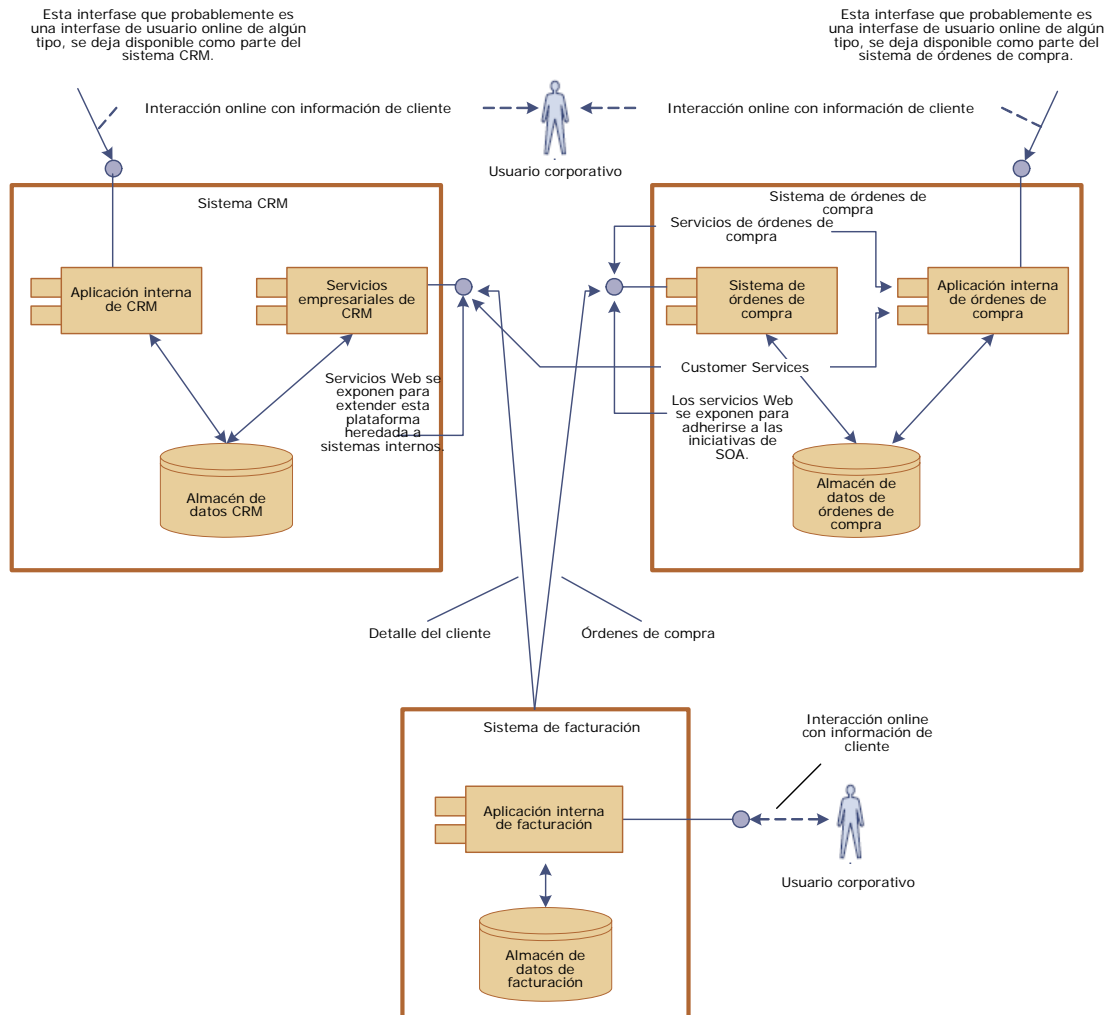 Esta interfase que probablemente es
una interfase de usuario online de algún
tipo, se deja disponible como parte del
sistema CRM.
Esta interfase que probablemente es
una interfase de usuario online de algún
tipo, se deja disponible como parte del
sistema de órdenes de compra.
Interacción online con información de cliente
Interacción online con información de cliente
Usuario corporativo
Sistema CRM
Aplicación interna
de CRM
Servicios
empresariales de
CRM
Servicios Web se
exponen para
extender esta
plataforma
heredada a
sistemas internos.
Almacén de
datos CRM
Sistema de órdenes de
compra
Servicios de órdenes de
compra
Sistema de
órdenes de
compra
Aplicación interna
de órdenes de
compra
Customer Services
Los servicios Web
se exponen para
adherirse a las
iniciativas de
SOA.
Almacén de
datos de
órdenes de
compra
Detalle del cliente
Órdenes de compra
Sistema de facturación
Interacción online
con información de
cliente
Aplicación interna
de facturación
Usuario corporativo
Almacén de
datos de
facturación